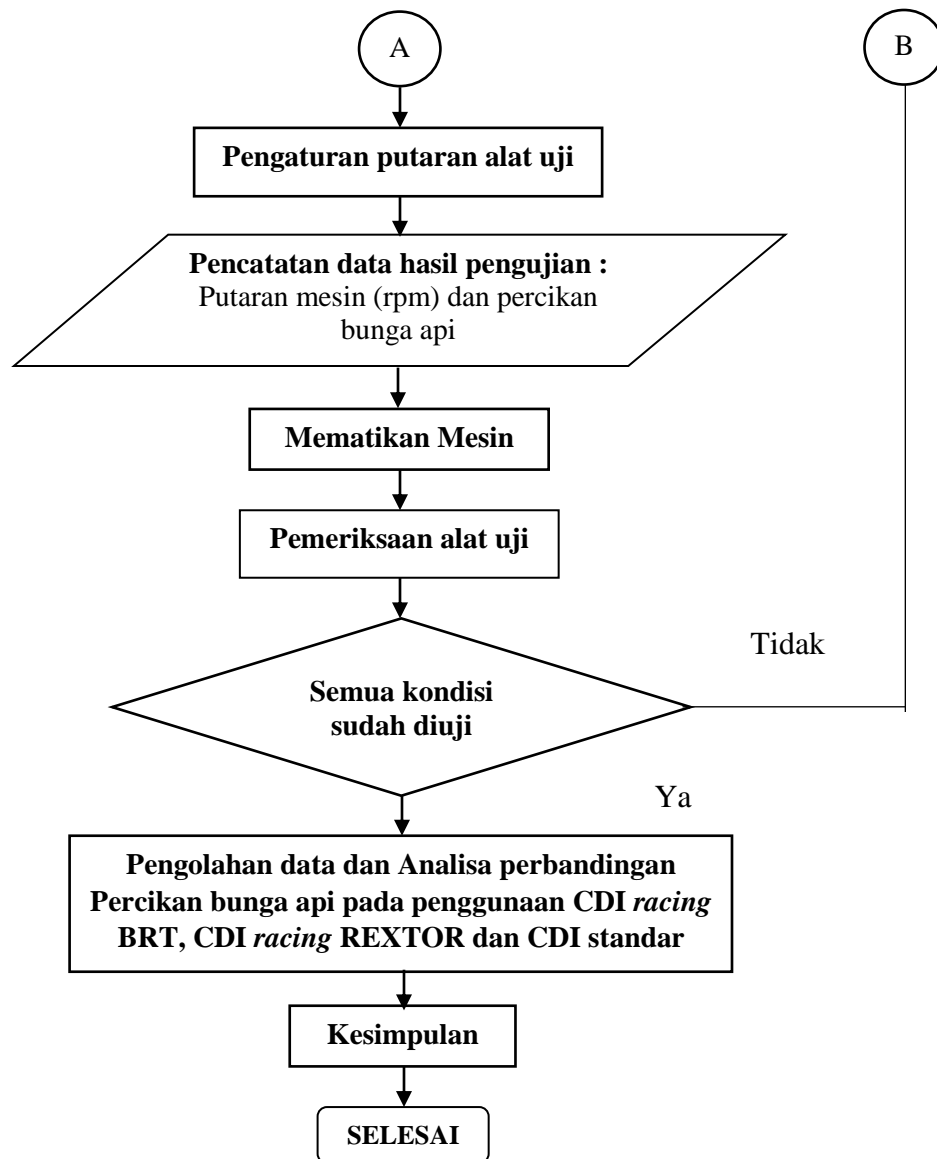 A
B
Pengaturan putaran alat uji
Pencatatan data hasil pengujian :
Putaran mesin (rpm) dan percikan
bunga api
Mematikan Mesin
Pemeriksaan alat uji
Tidak
Semua kondisi
sudah diuji
Ya
Pengolahan data dan Analisa perbandingan
Percikan bunga api pada penggunaan CDI racing
BRT, CDI racing REXTOR dan CDI standar
Kesimpulan
SELESAI